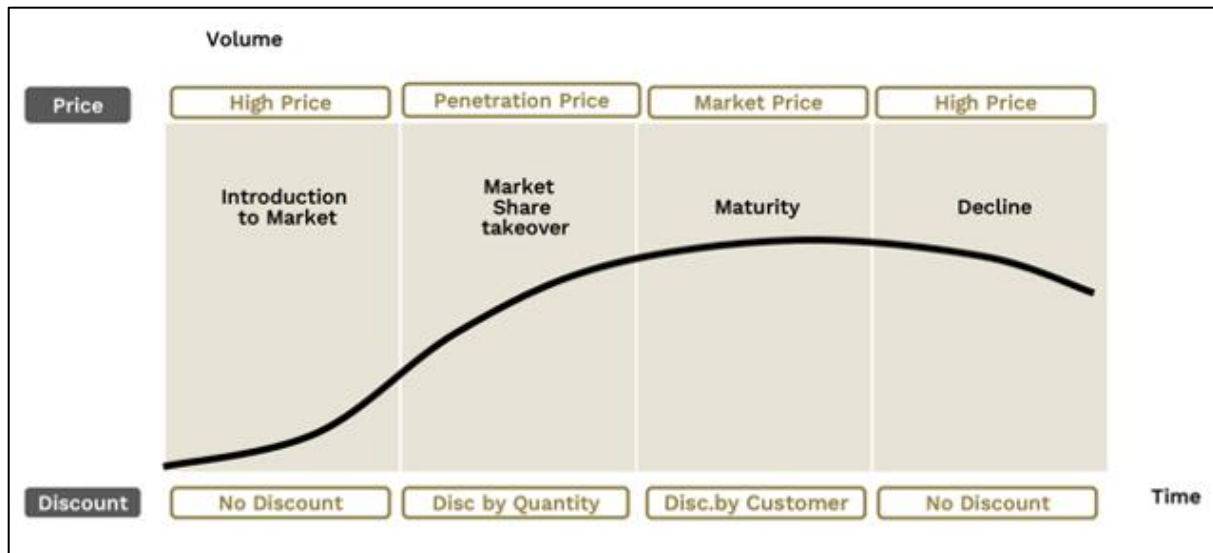 Volume
Price
High Price
Penetration Price
Market Price
High Price
Introduction
to Market
Market
Share
takeover
Maturity
Decline
Discount
No Discount
Disc by Quantity
Disc.by Customer
No Discount
Time